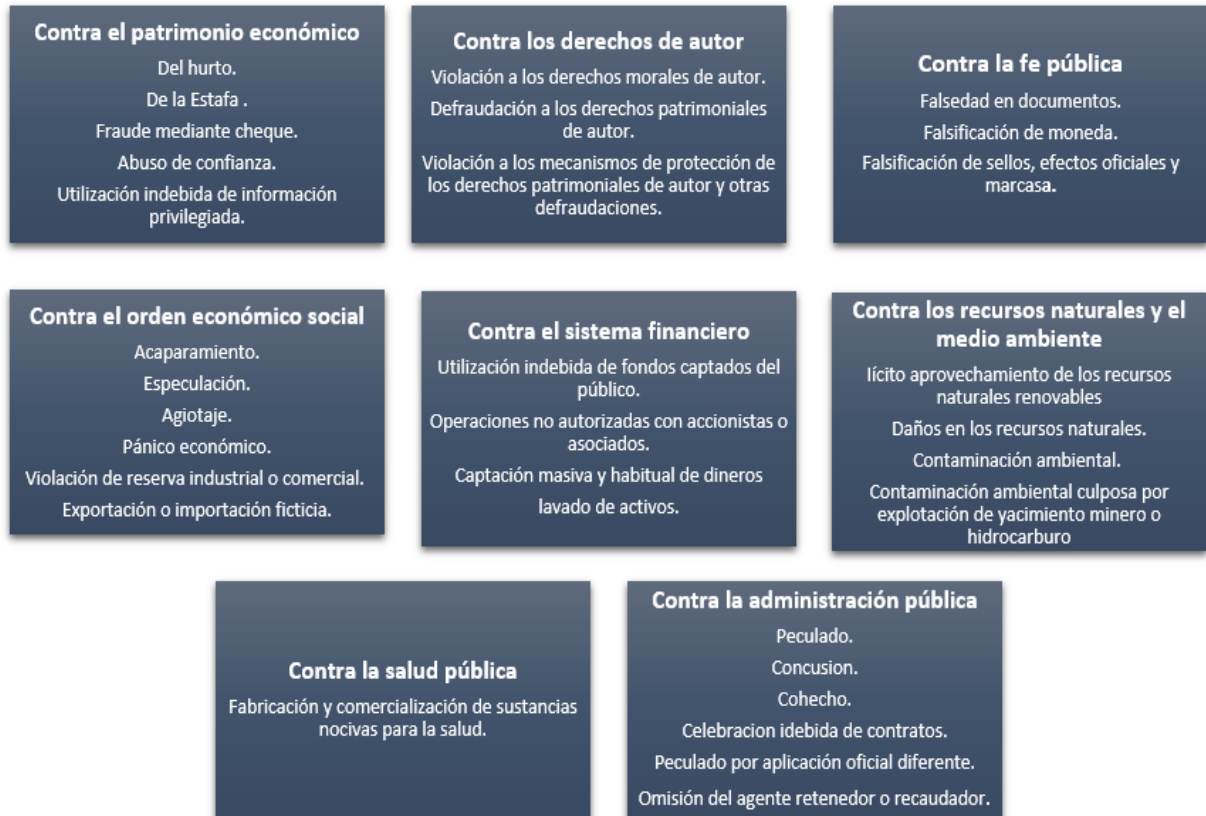 Contra el patrimonio económico
Del hurto.
De la Estafa .
Fraude mediante cheque.
Abuso de confianza.
Utilización indebida de información
privilegiada.
Contra los derechos de autor
Violación a los derechos morales de autor.
Defraudación a los derechos patrimoniales
de autor.
Violación a los mecanismos de protección de
los derechos patrimoniales de autor y otras
defraudaciones.
Contra la fe pública
Falsedad en documentos.
Falsificación de moneda.
Falsificación de sellos, efectos oficiales y
marcasa.
Contra el orden económico social
Acaparamiento.
Especulación.
Agiotaje.
Pánico económico.
Violación de reserva industrial o comercial.
Exportación o importación ficticia.
Contra el sistema financiero
Utilización indebida de fondos captados del
público.
Operaciones no autorizadas con accionistas o
asociados.
Captación masiva y habitual de dineros
lavado de activos.
Contra los recursos naturales y el
medio ambiente
Iícito aprovechamiento de los recursos
naturales renovables
Daños en los recursos naturales.
Contaminación ambiental.
Contaminación ambiental culposa por
explotación de yacimiento minero o
hidrocarburo
Contra la salud pública
Fabricación y comercialización de sustancias
nocivas para la salud.
Contra la administración pública
Peculado.
Concusion.
Cohecho.
Celebracion idebida de contratos.
Peculado por aplicación oficial diferente.
Omisión del agente retenedor o recaudador.